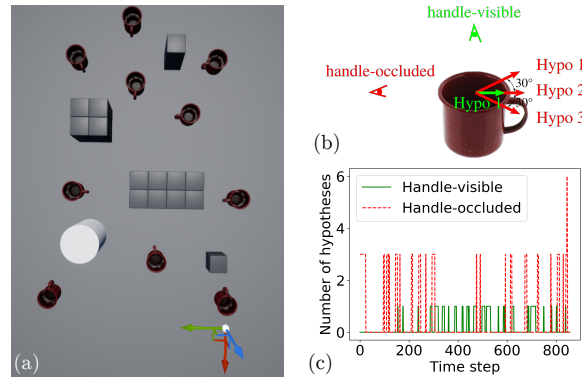 (a)
handle-visible
handle-occluded
Hypo 1
30°
Hypo 1
Hypo 2
30°
Hypo 3
(b)
Number of hypotheses
6
4
2
0
Handle-visible
Handle-occluded
0 200 400 600 800
Time step
(c)